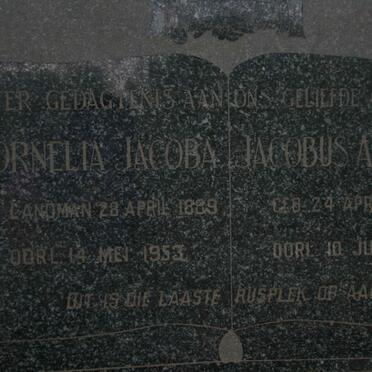 ER GEDAGTENIS AAN ONS GELIEFDE
ORNELIA JACOBA JACOBUS A
LANDMAN 28 APRIL 1889 GEB. 24 APR
OORL. 14 MEI 1953 OORL. 10 JU
DIT IS DIE LAASTE RUSPLEK OP AA